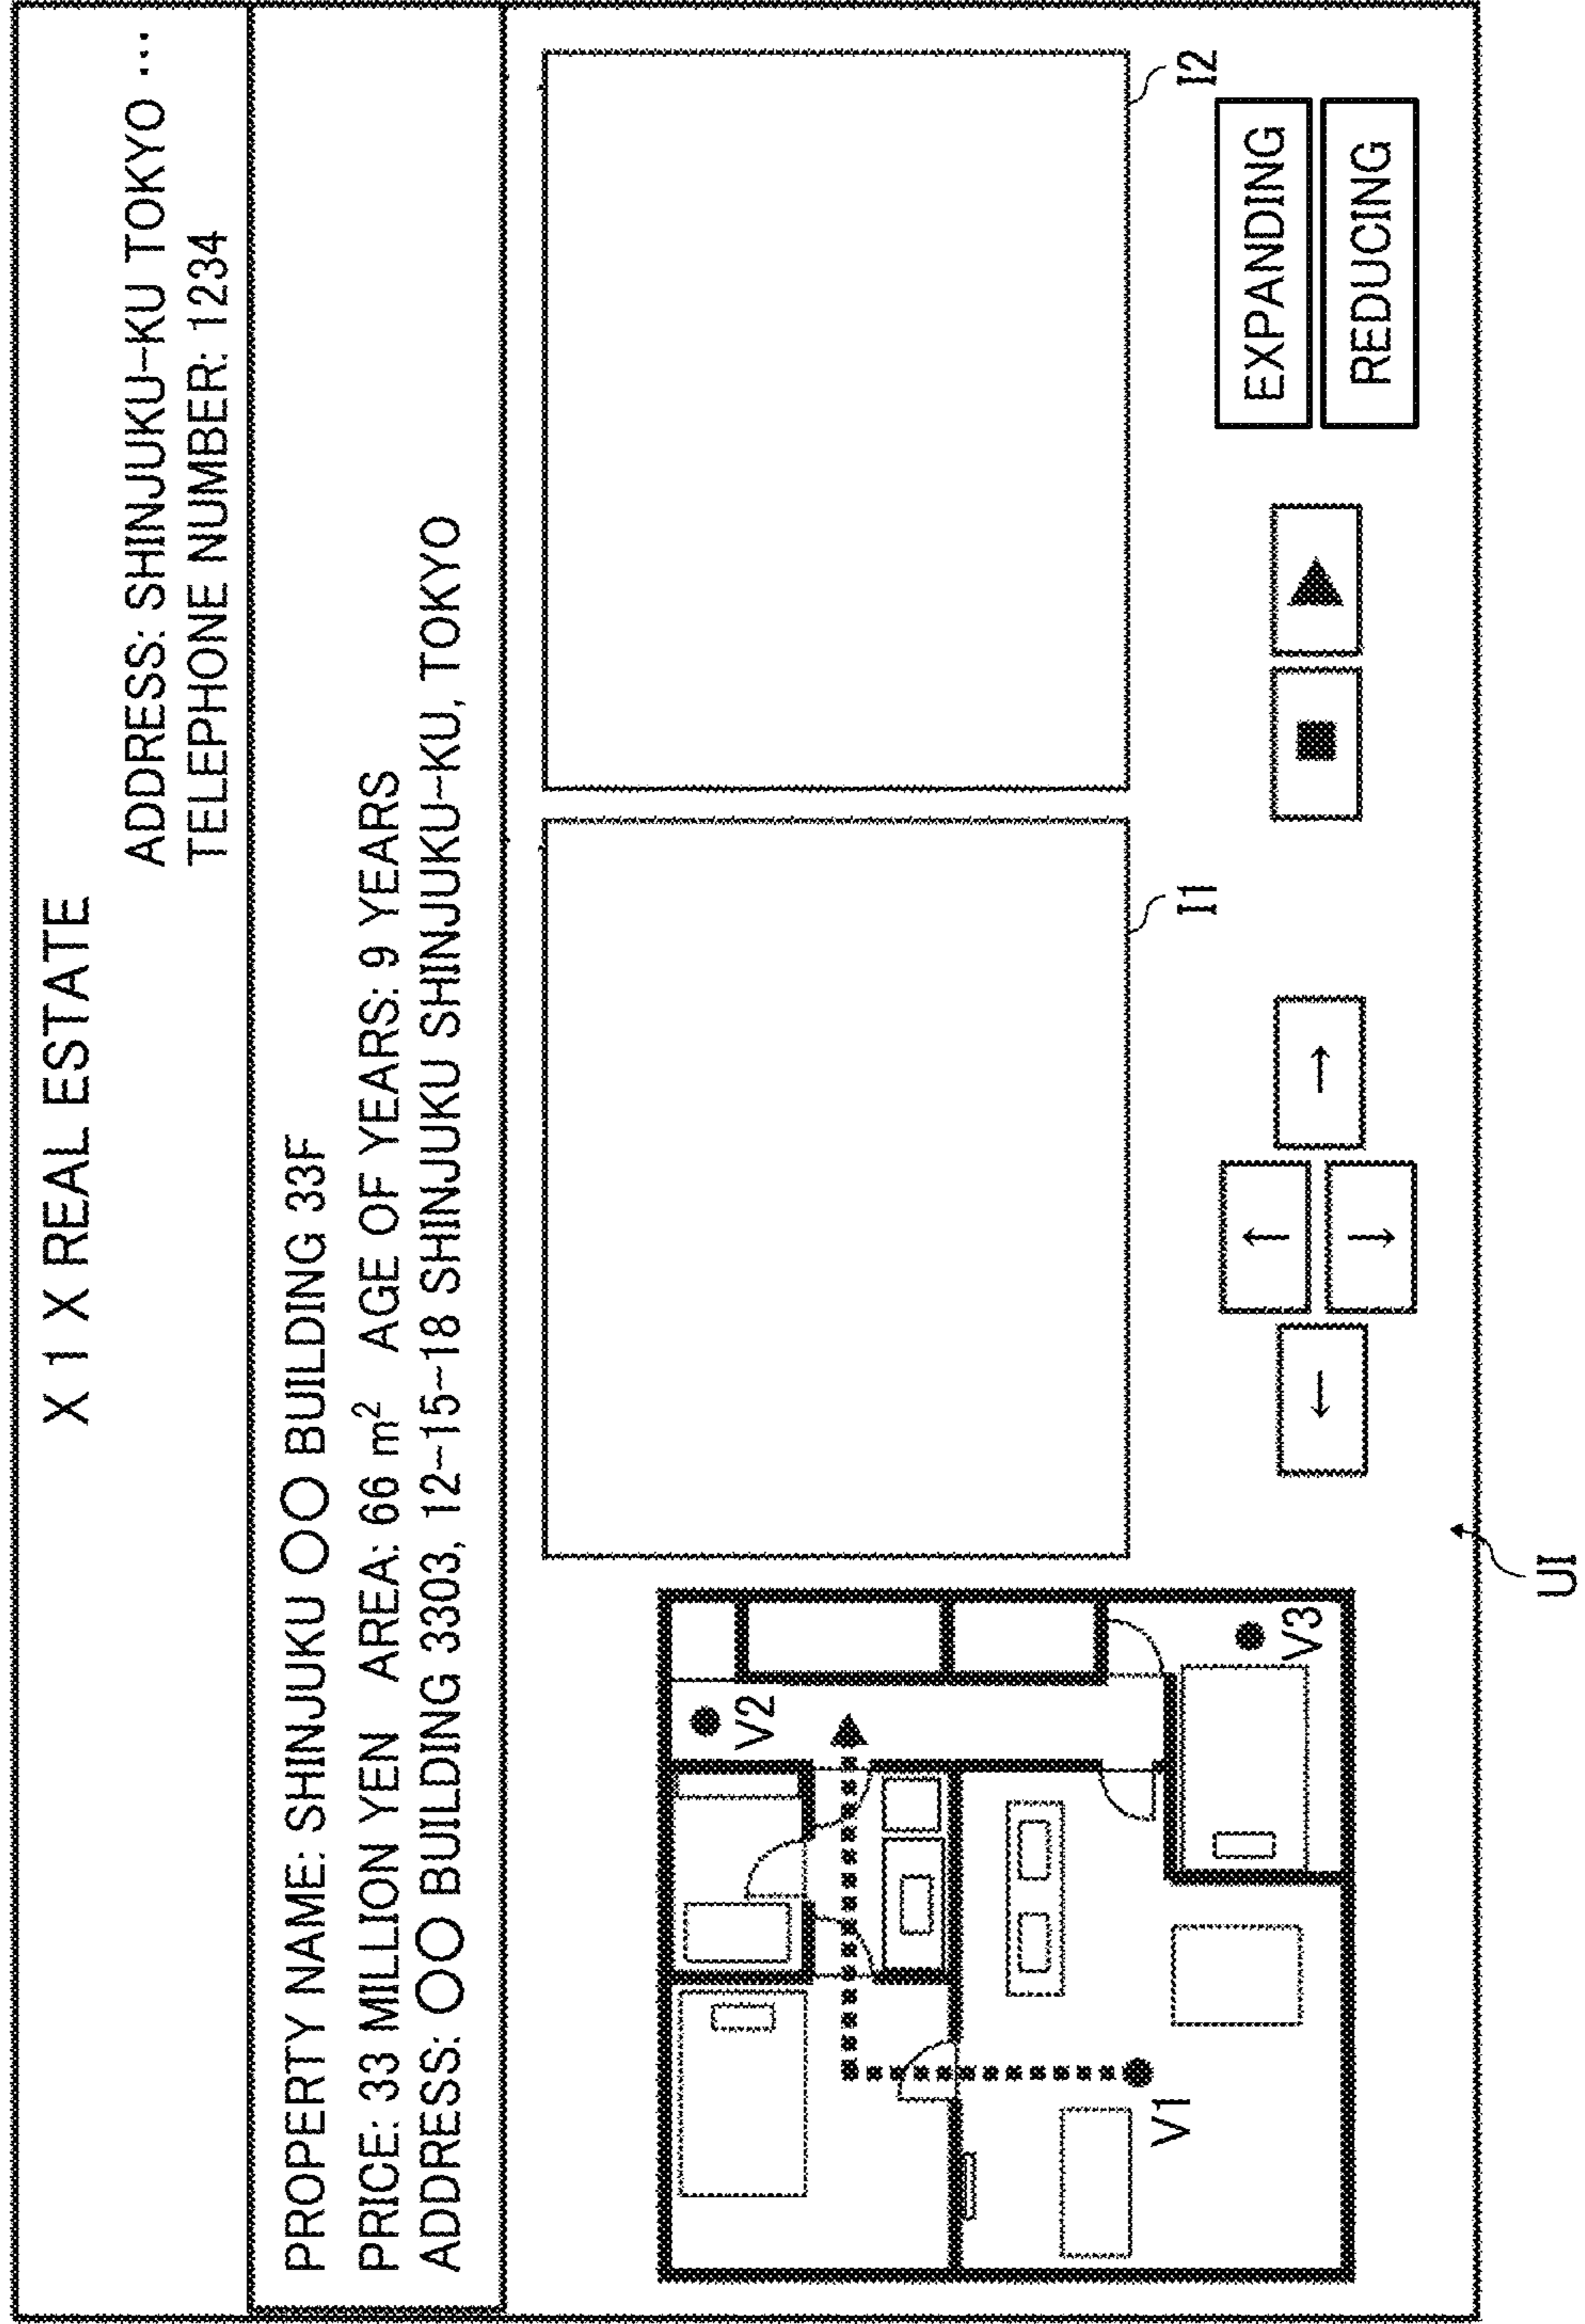 X 1 X REAL ESTATE
ADDRESS: SHINJUKU-KU TOKYO ...
TELEPHONE NUMBER: 1234
PROPERTY NAME: SHINJUKU ○○ BUILDING 33F
PRICE: 33 MILLION YEN AREA: 66 m² AGE OF YEARS: 9 YEARS
ADDRESS: ○○ BUILDING 3303, 12-15-18 SHINJUKU SHINJUKU-KU, TOKYO
V2
V1
V3
I1
I2
←
↑
↓
→
■
▶
EXPANDING
REDUCING
UI